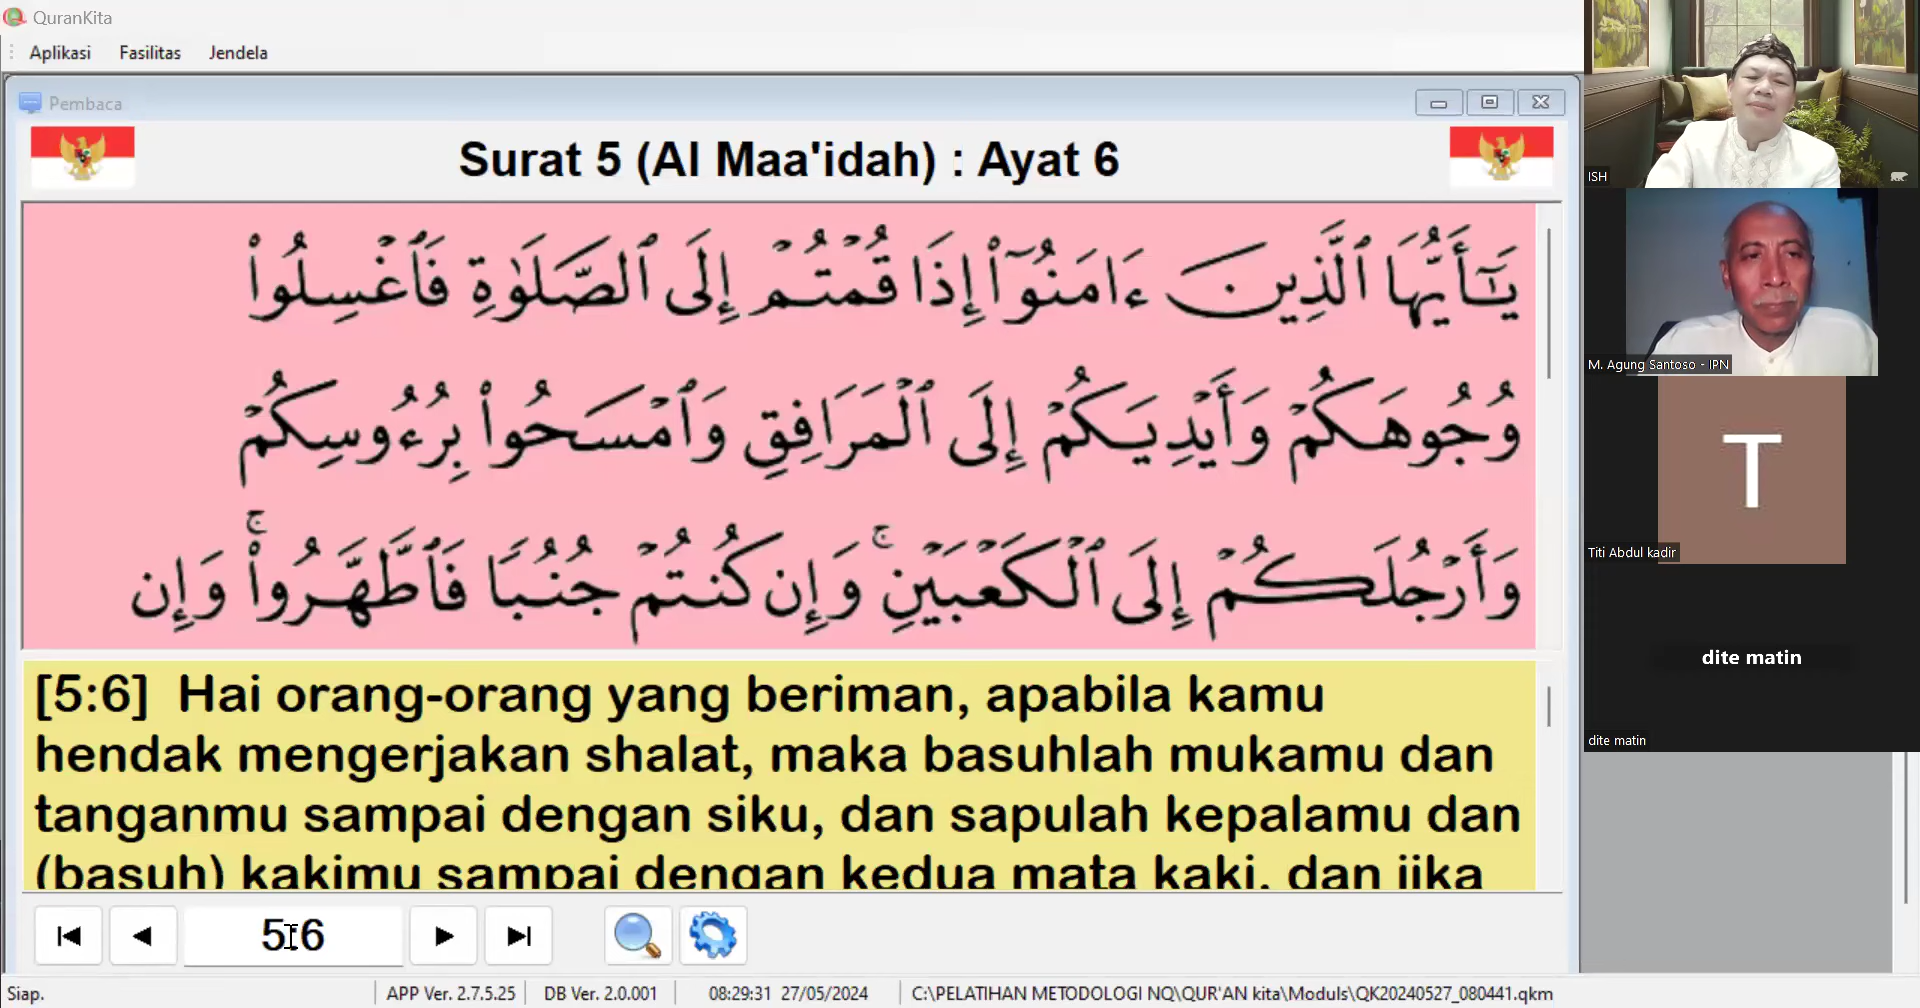 QuranKita
Aplikasi Fasilitas Jendela
Pembaca
Surat 5 (Al Maa'idah) : Ayat 6
يَـٰٓأَيُّهَا ٱلَّذِينَ ءَامَنُوٓا۟ إِذَا قُمْتُمْ إِلَى ٱلصَّلَوٰةِ فَٱغْسِلُوا۟
وُجُوهَكُمْ وَأَيْدِيَكُمْ إِلَى ٱلْمَرَافِقِ وَٱمْسَحُوا۟ بِرُءُوسِكُمْ
وَأَرْجُلَكُمْ إِلَى ٱلْكَعْبَيْنِ ۚ وَإِن كُنتُمْ جُنُبًا فَٱطَّهَّرُوا۟ ۚ وَإِن
[5:6] Hai orang-orang yang beriman, apabila kamu
hendak mengerjakan shalat, maka basuhlah mukamu dan
tanganmu sampai dengan siku, dan sapulah kepalamu dan
(basuh) kakimu sampai dengan kedua mata kaki, dan jika
5:6
Siap. APP Ver. 2.7.5.25 DB Ver. 2.0.001 08:29:31 27/05/2024 C:\PELATIHAN METODOLOGI NQ\QUR'AN kita\Moduls\QK20240527_080441.qkm
ISH
M. Agung Santoso - IPN
T
Titi Abdul kadir
dite matin
dite matin